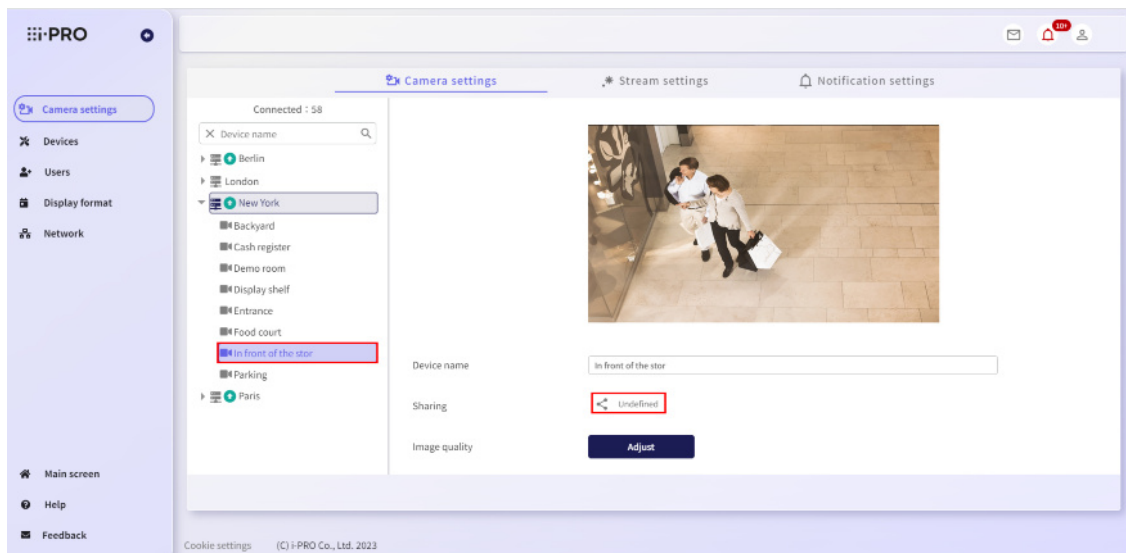 i-PRO
10+
Camera settings
Stream settings
Notification settings
Camera settings
Devices
Users
Display format
Network
Main screen
Help
Feedback
Connected : 58
Device name
Berlin
London
New York
Backyard
Cash register
Demo room
Display shelf
Entrance
Food court
In front of the stor
Parking
Paris
Device name
In front of the stor
Sharing
Undefined
Image quality
Adjust
Cookie settings
(C) i-PRO Co., Ltd. 2023